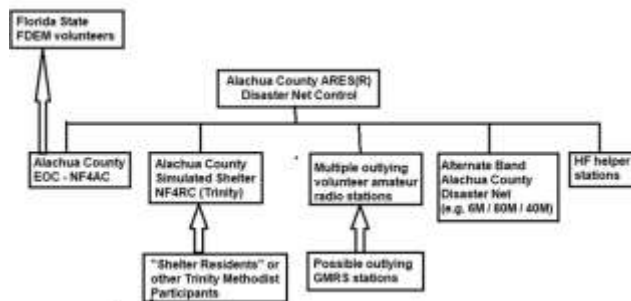 Florida State
FDEM volunteers
Alachua County ARES(R)
Disaster Net Control
Alachua County
EOC - NF4AC
Alachua County
Simulated Shelter
NF4RC (Trinity)
Multiple outlying
volunteer amateur
radio stations
Alternate Band
Alachua County
Disaster Net
(e.g. 6M / 80M / 40M)
HF helper
stations
"Shelter Residents" or
other Trinity Methodist
Participants
Possible outlying
GMRS stations